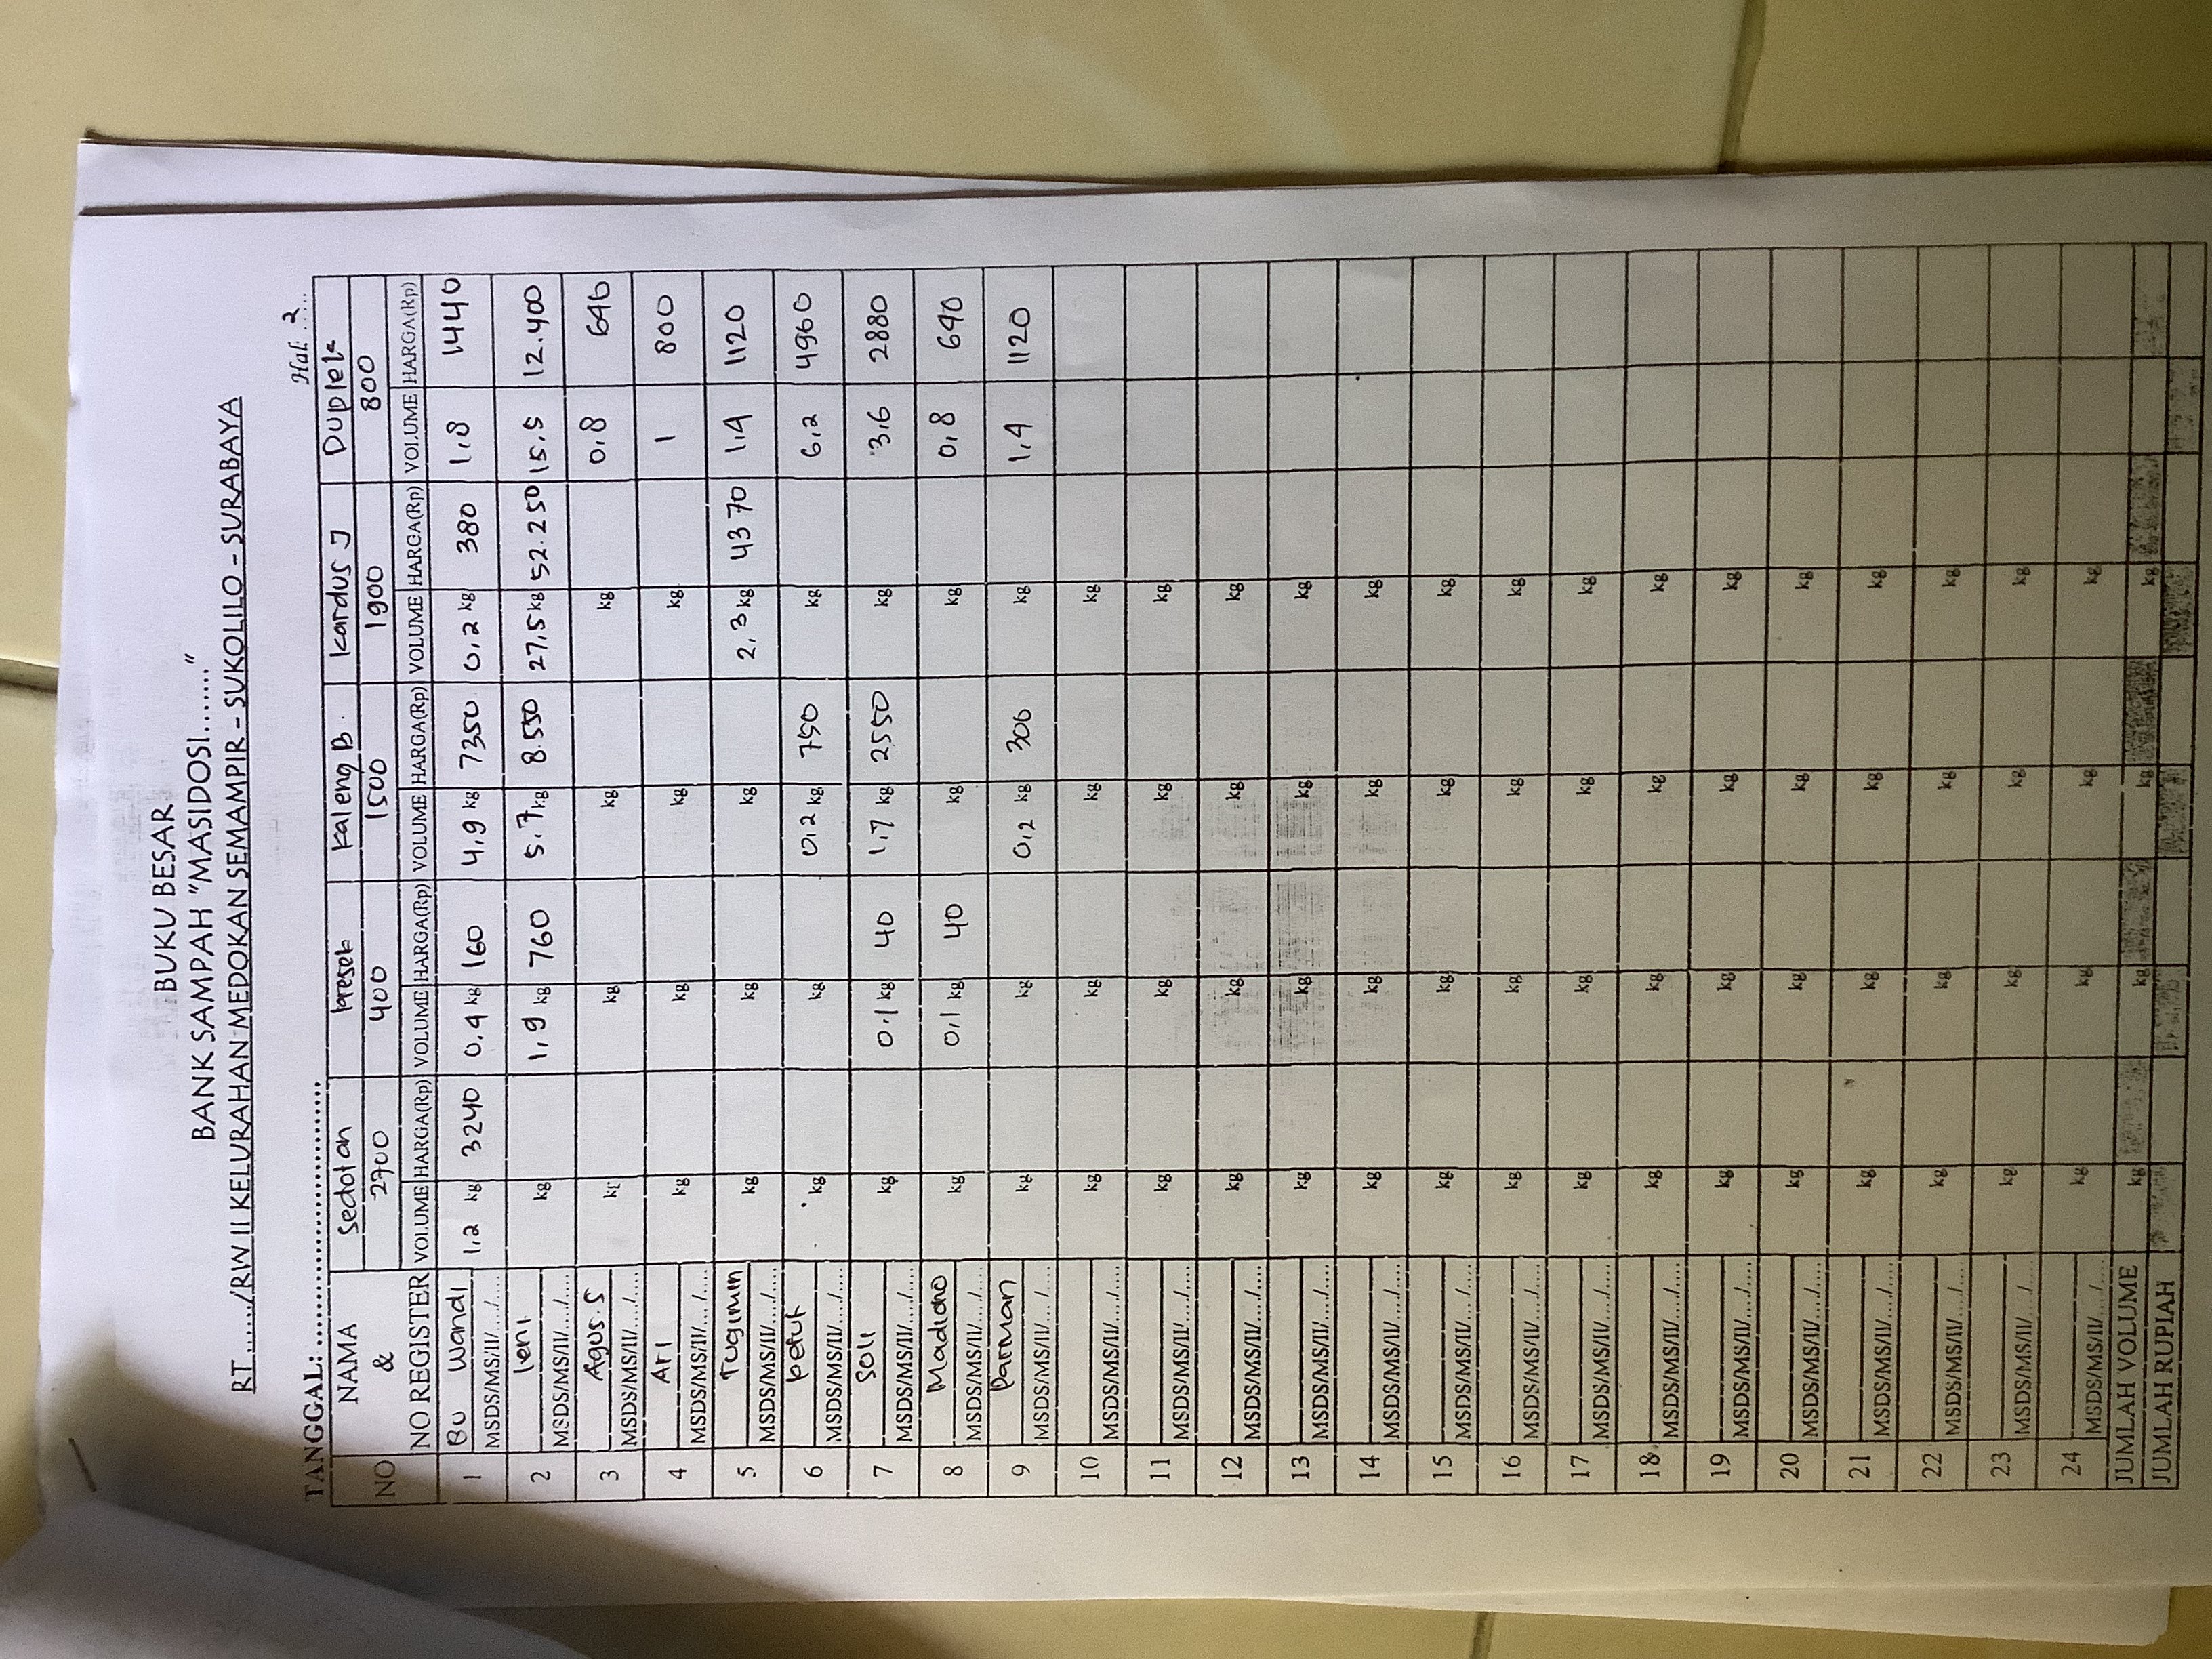 BUKU BESAR
BANK SAMPAH "MASIDOSI......."
RT....../RW II KELURAHAN MEDOKAN SEMAMPIR - SUKOLILO - SURABAYA
TANGGAL: ..............................
Hal: 2.....
NO NAMA & NO REGISTER Sedotan kresek Kaleng B. Kardus J Duplek
2700 400 1500 1900 800
VOLUME HARGA(Rp) VOLUME HARGA(Rp) VOLUME HARGA(Rp) VOLUME HARGA(Rp) VOLUME HARGA(Rp)
1 Bu Wandi 1,2 kg 3240 0,4 kg 160 4,9 kg 7350 0,2 kg 380 1,8 1440
MSDS/MS/II/..../....
2 leni kg 1,9 kg 760 5.7 kg 8.550 27,5 kg 52.250 15.5 12.400
MSDS/MS/II/..../....
3 Agus.S kg kg kg kg 0,8 640
MSDS/MS/II/..../....
4 Ari kg kg kg kg 1 800
MSDS/MS/II/... /....
5 Tugimin kg kg kg 2,3 kg 4370 1,4 1120
MSDS/MS/II/..../....
6 kg kg 0,2 kg 750 kg 6,2 4960
MSDS/MS/II/..../....
7 Soli kg 0.1 kg 40 1,7 kg 2550 kg 3,6 2880
MSDS/MS/II/..../....
8 Madiono kg 0,1 kg 40 kg kg 0,8 640
MSDS/MS/II/..../....
9 Parman kg kg 0,2 kg 300 kg 1,4 1120
MSDS/MS/II/... /....
10 kg kg kg kg
MSDS/MS/II/..../....
11 kg kg kg kg
MSDS/MS/II/..../....
12 kg kg kg kg
MSDS/MS/II/..../....
13 kg kg kg kg
MSDS/MS/II/..../....
14 kg kg kg kg
MSDS/MS/II/..../....
15 kg kg kg kg
MSDS/MS/II/... /....
16 kg kg kg kg
MSDS/MS/II/..../....
17 kg kg kg kg
MSDS/MS/II/..../....
18 kg kg kg kg
MSDS/MS/II/..../....
19 kg kg kg kg
MSDS/MS/II/..../....
20 kg kg kg kg
MSDS/MS/II/..../....
21 kg kg kg kg
MSDS/MS/II/..../....
22 kg kg kg kg
MSDS/MS/II/..../....
23 kg kg kg kg
MSDS/MS/II/..../....
24 kg kg kg kg
MSDS/MS/II/..../....
JUMLAH VOLUME kg kg kg kg
JUMLAH RUPIAH